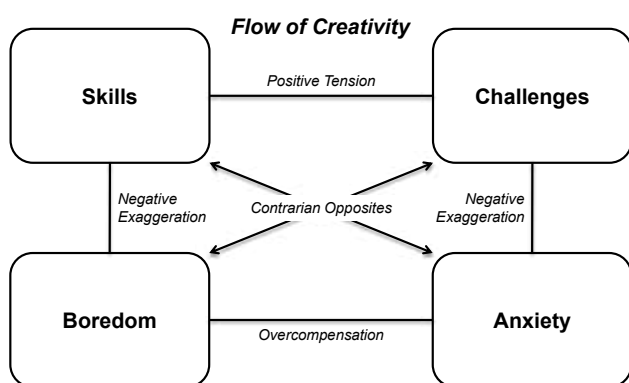 Flow of Creativity
Skills
Positive Tension
Challenges
Negative
Exaggeration
Contrarian Opposites
Negative
Exaggeration
Boredom
Overcompensation
Anxiety